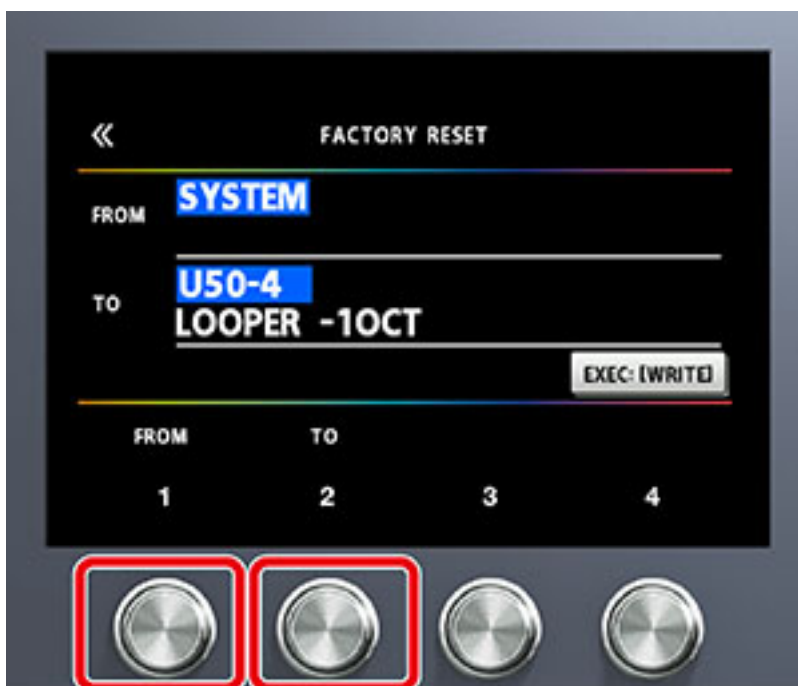 « FACTORY RESET
FROM SYSTEM
TO U50-4
LOOPER -1OCT
EXEC: [WRITE]
FROM TO
1 2 3 4